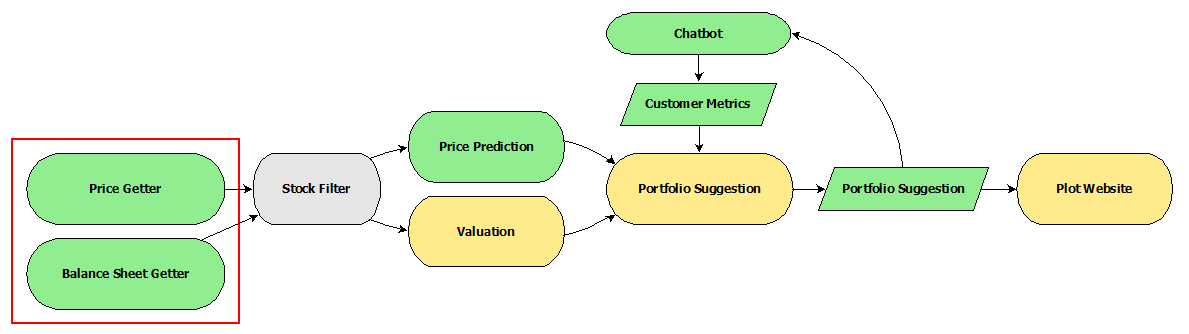 Chatbot
Customer Metrics
Price Getter
Balance Sheet Getter
Stock Filter
Price Prediction
Valuation
Portfolio Suggestion
Portfolio Suggestion
Plot Website